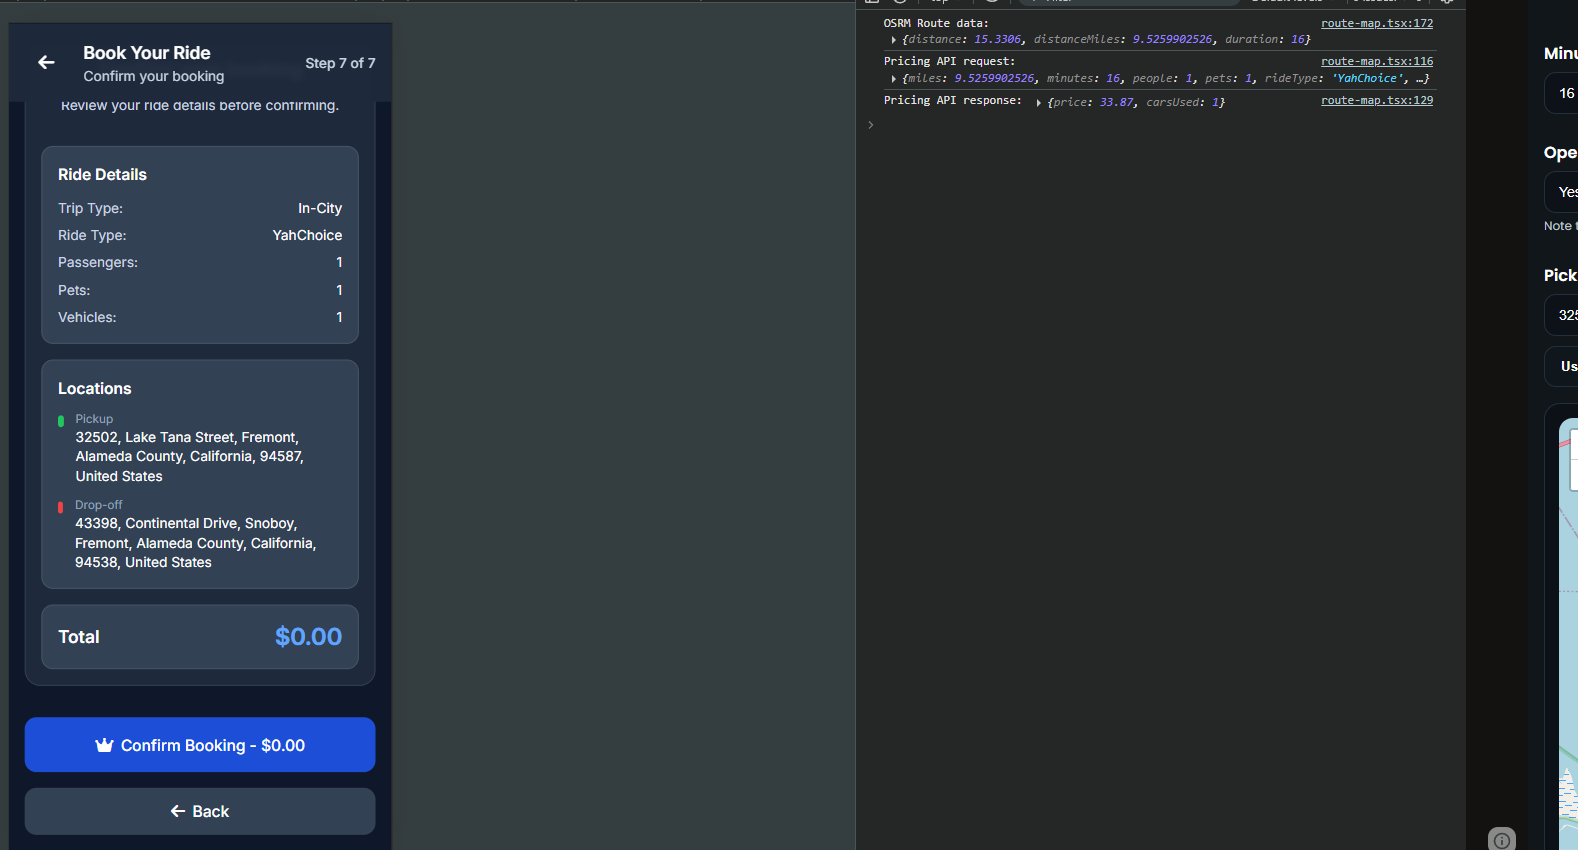 Book Your Ride
Confirm your booking
Step 7 of 7
Review your ride details before confirming.
Ride Details
Trip Type: In-City
Ride Type: YahChoice
Passengers: 1
Pets: 1
Vehicles: 1
Locations
Pickup
32502, Lake Tana Street, Fremont,
Alameda County, California, 94587,
United States
Drop-off
43398, Continental Drive, Snoboy,
Fremont, Alameda County, California,
94538, United States
Total $0.00
Confirm Booking - $0.00
Back
OSRM Route data: route-map.tsx:172
{distance: 15.3306, distanceMiles: 9.5259902526, duration: 16}
Pricing API request: route-map.tsx:116
{miles: 9.5259902526, minutes: 16, people: 1, pets: 1, rideType: 'YahChoice', …}
Pricing API response: {price: 33.87, carsUsed: 1} route-map.tsx:129
Minu
16
Ope
Yes
Note t
Pick
325
Us